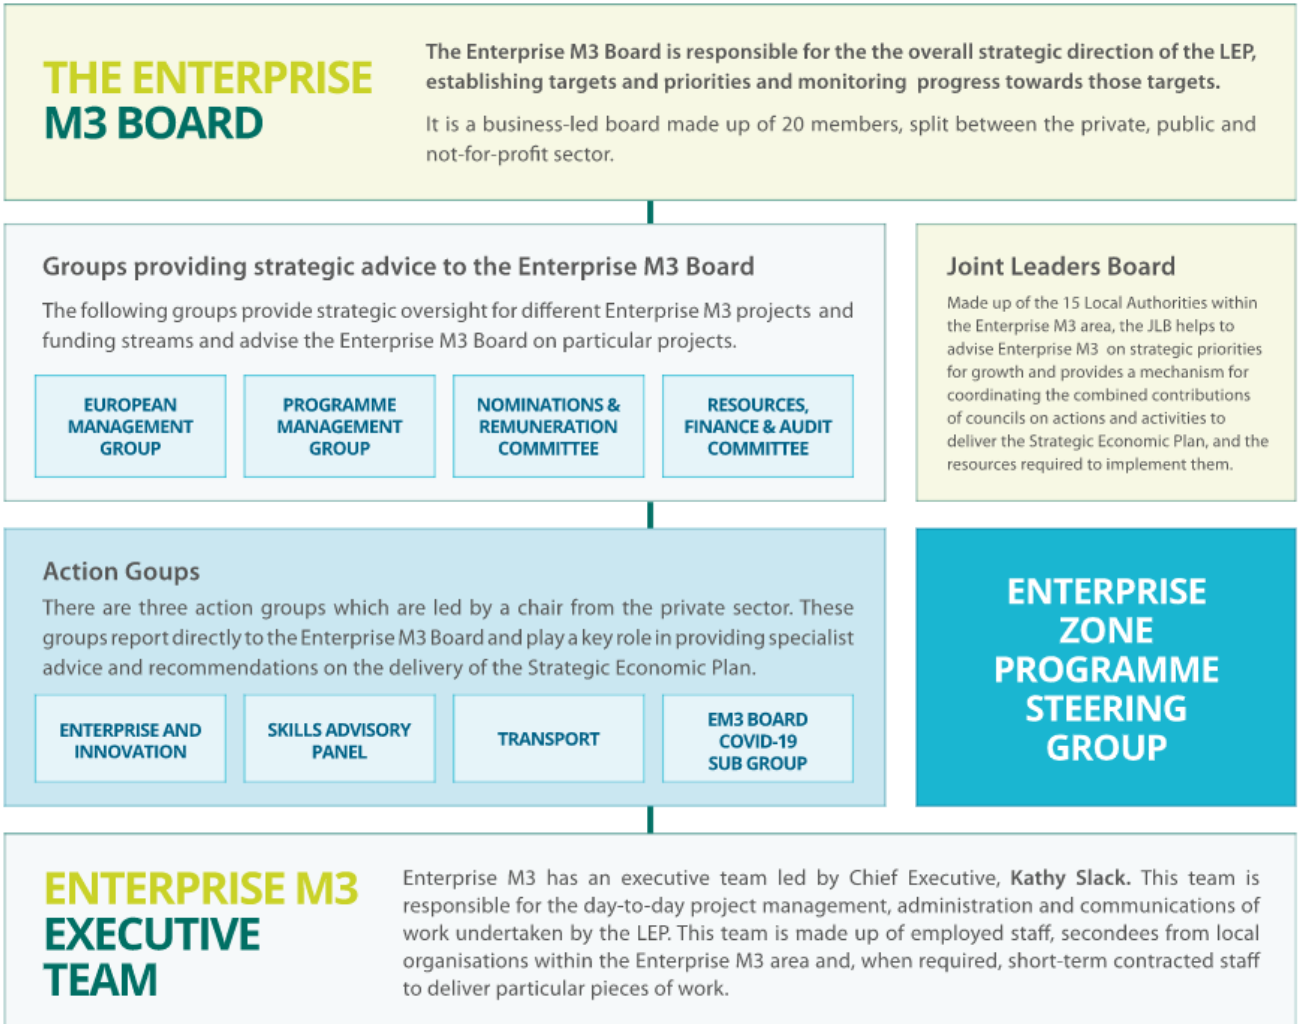 THE ENTERPRISE
M3 BOARD
The Enterprise M3 Board is responsible for the the overall strategic direction of the LEP,
establishing targets and priorities and monitoring progress towards those targets.
It is a business-led board made up of 20 members, split between the private, public and
not-for-profit sector.
Groups providing strategic advice to the Enterprise M3 Board
The following groups provide strategic oversight for different Enterprise M3 projects and
funding streams and advise the Enterprise M3 Board on particular projects.
EUROPEAN
MANAGEMENT
GROUP
PROGRAMME
MANAGEMENT
GROUP
NOMINATIONS &
REMUNERATION
COMMITTEE
RESOURCES,
FINANCE & AUDIT
COMMITTEE
Joint Leaders Board
Made up of the 15 Local Authorities within
the Enterprise M3 area, the JLB helps to
advise Enterprise M3 on strategic priorities
for growth and provides a mechanism for
coordinating the combined contributions
of councils on actions and activities to
deliver the Strategic Economic Plan, and the
resources required to implement them.
Action Goups
There are three action groups which are led by a chair from the private sector. These
groups report directly to the Enterprise M3 Board and play a key role in providing specialist
advice and recommendations on the delivery of the Strategic Economic Plan.
ENTERPRISE AND
INNOVATION
SKILLS ADVISORY
PANEL
TRANSPORT
EM3 BOARD
COVID-19
SUB GROUP
ENTERPRISE
ZONE
PROGRAMME
STEERING
GROUP
ENTERPRISE M3
EXECUTIVE
TEAM
Enterprise M3 has an executive team led by Chief Executive, Kathy Slack. This team is
responsible for the day-to-day project management, administration and communications of
work undertaken by the LEP. This team is made up of employed staff, secondees from local
organisations within the Enterprise M3 area and, when required, short-term contracted staff
to deliver particular pieces of work.